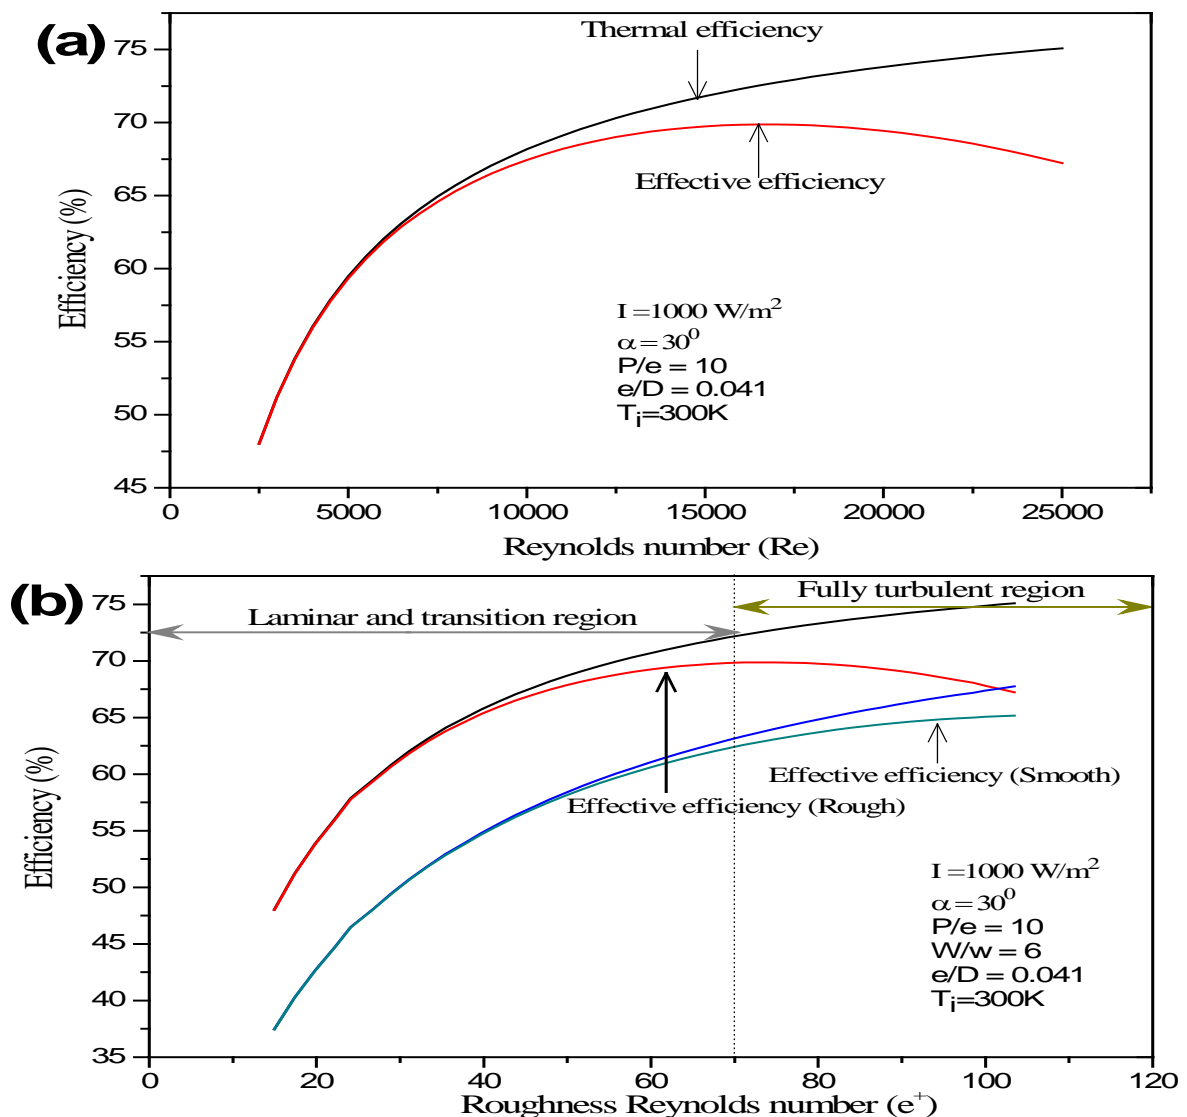 (a)
Thermal efficiency
Effective efficiency
Efficiency (%)
75
70
65
60
55
50
45
I =1000 W/m²
α = 30⁰
P/e = 10
e/D = 0.041
Tᵢ=300K
0 5000 10000 15000 20000 25000
Reynolds number (Re)
(b)
Fully turbulent region
Laminar and transition region
Efficiency (%)
75
70
65
60
55
50
45
40
35
Effective efficiency (Smooth)
Effective efficiency (Rough)
I =1000 W/m²
α = 30⁰
P/e = 10
W/w = 6
e/D = 0.041
Tᵢ=300K
0 20 40 60 80 100 120
Roughness Reynolds number (e⁺)